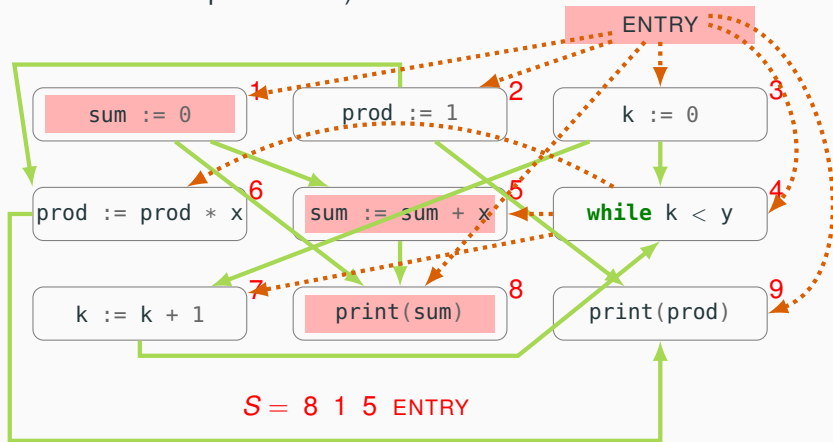 ENTRY
1
sum := 0
2
prod := 1
3
k := 0
6
prod := prod * x
5
sum := sum + x
4
while k < y
7
k := k + 1
8
print(sum)
9
print(prod)
S = 8 1 5 ENTRY